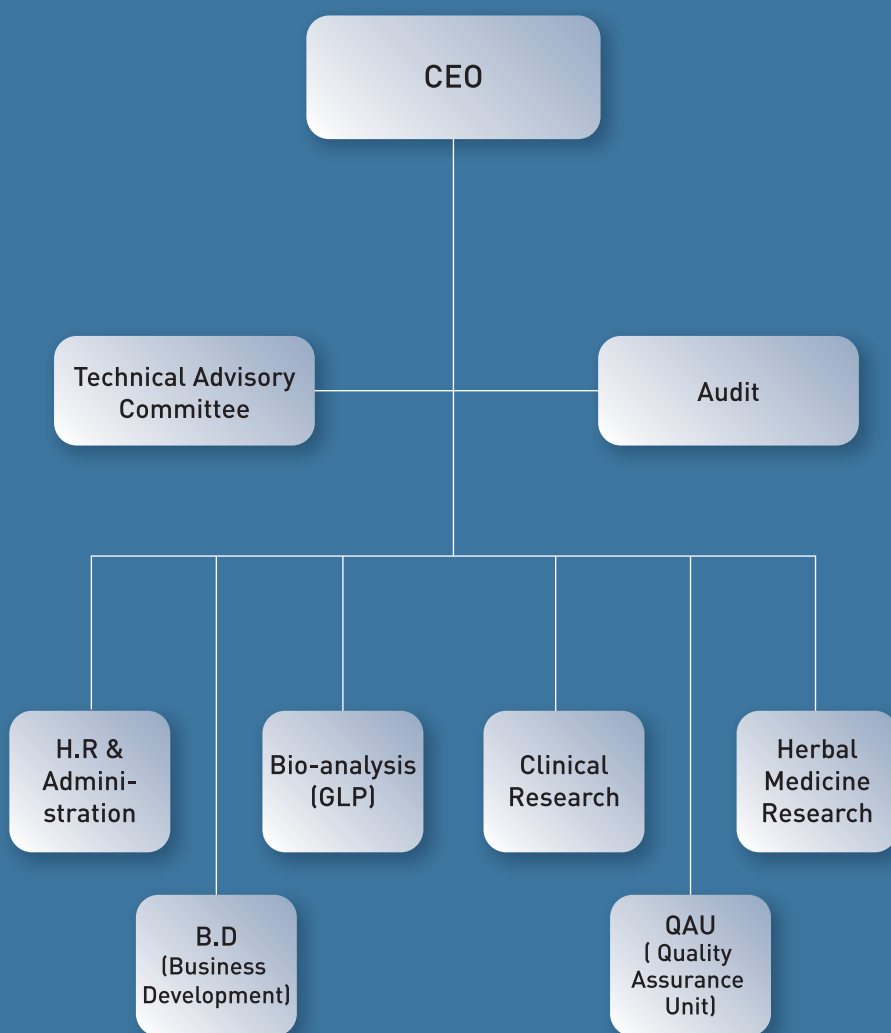 CEO
Technical Advisory
Committee
Audit
H.R &
Admini-
stration
Bio-analysis
(GLP)
Clinical
Research
Herbal
Medicine
Research
B.D
(Business
Development)
QAU
( Quality
Assurance
Unit)